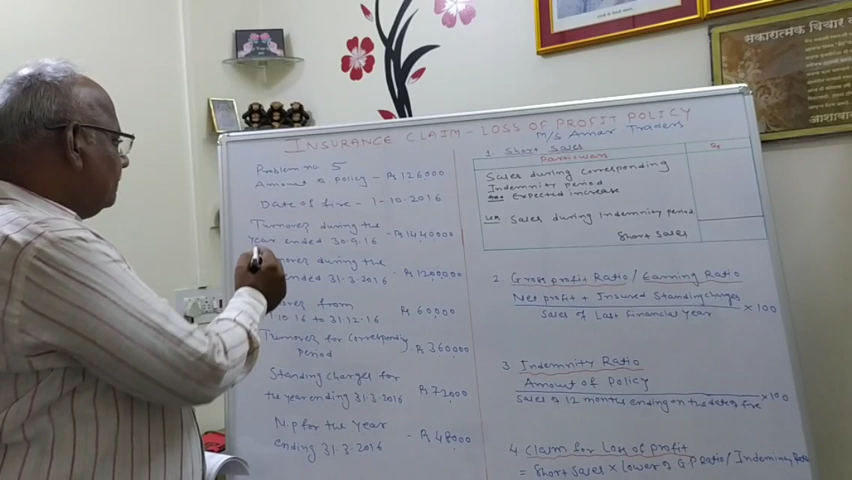 INSURANCE CLAIM - LOSS OF PROFIT POLICY
M/S Amar Traders
Problem no 5
Amount of policy - Rs 126000
Date of fire - 1-10-2016
Turnover during the
year ended 30.9.16 - Rs 1440000
during the
ended 31.3.2016 - Rs 1200000
from
10.16 to 31.12.16 Rs 60000
Turnover for Corresponding
Period } Rs 360000
Standing Charges for
the year ending 31.3.2016 Rs 72000
N.P for the Year
ending 31.3.2016 - Rs 48000
1 Short Sales
Particulars Rs
Sales during corresponding
Indemnity period
Expected increase
Less Sales during Indemnity period
Short Sales
2 Gross profit Ratio / Earning Ratio
Net profit + Insured Standing charges
Sales of Last Financial year × 100
3 Indemnity Ratio
Amount of Policy
Sales of 12 months ending on the date of fire × 100
4 Claim for Loss of profit
= Short Sales × Lower of G.P Ratio / Indemnity Ratio
सकारात्मक विचार